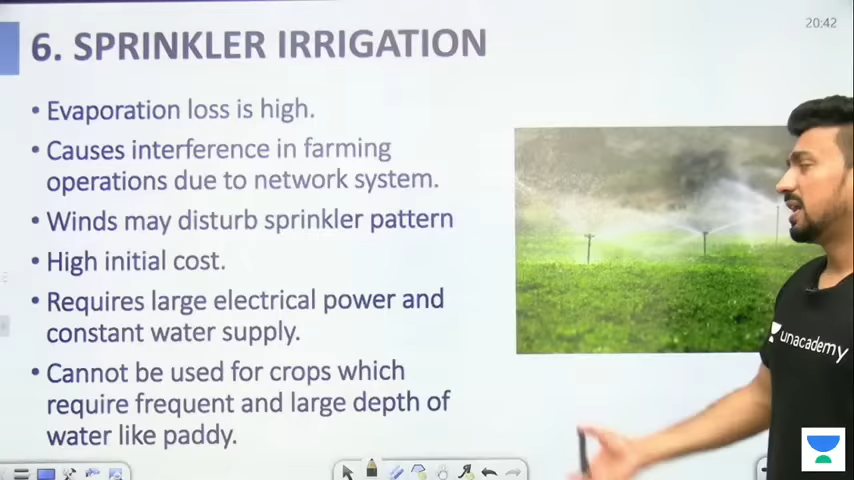 20:42
6. SPRINKLER IRRIGATION
• Evaporation loss is high.
• Causes interference in farming
operations due to network system.
• Winds may disturb sprinkler pattern
• High initial cost.
• Requires large electrical power and
constant water supply.
• Cannot be used for crops which
require frequent and large depth of
water like paddy.
unacademy